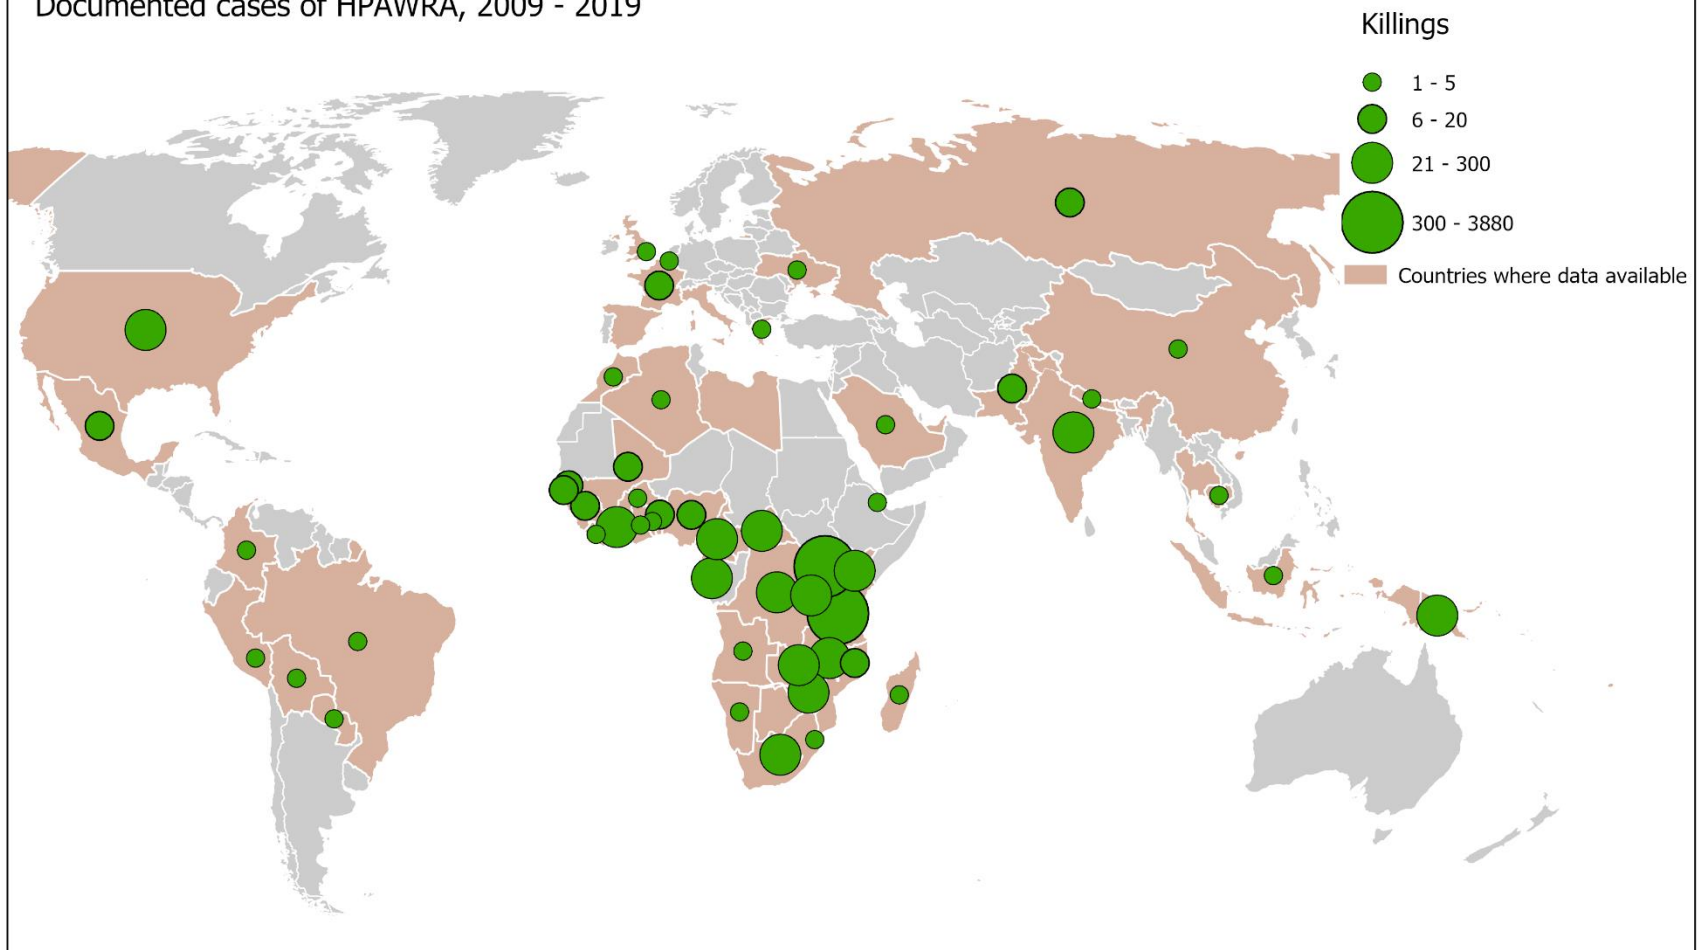 Documented cases of HPAWRA, 2009 - 2019
Killings
1 - 5
6 - 20
21 - 300
300 - 3880
Countries where data available